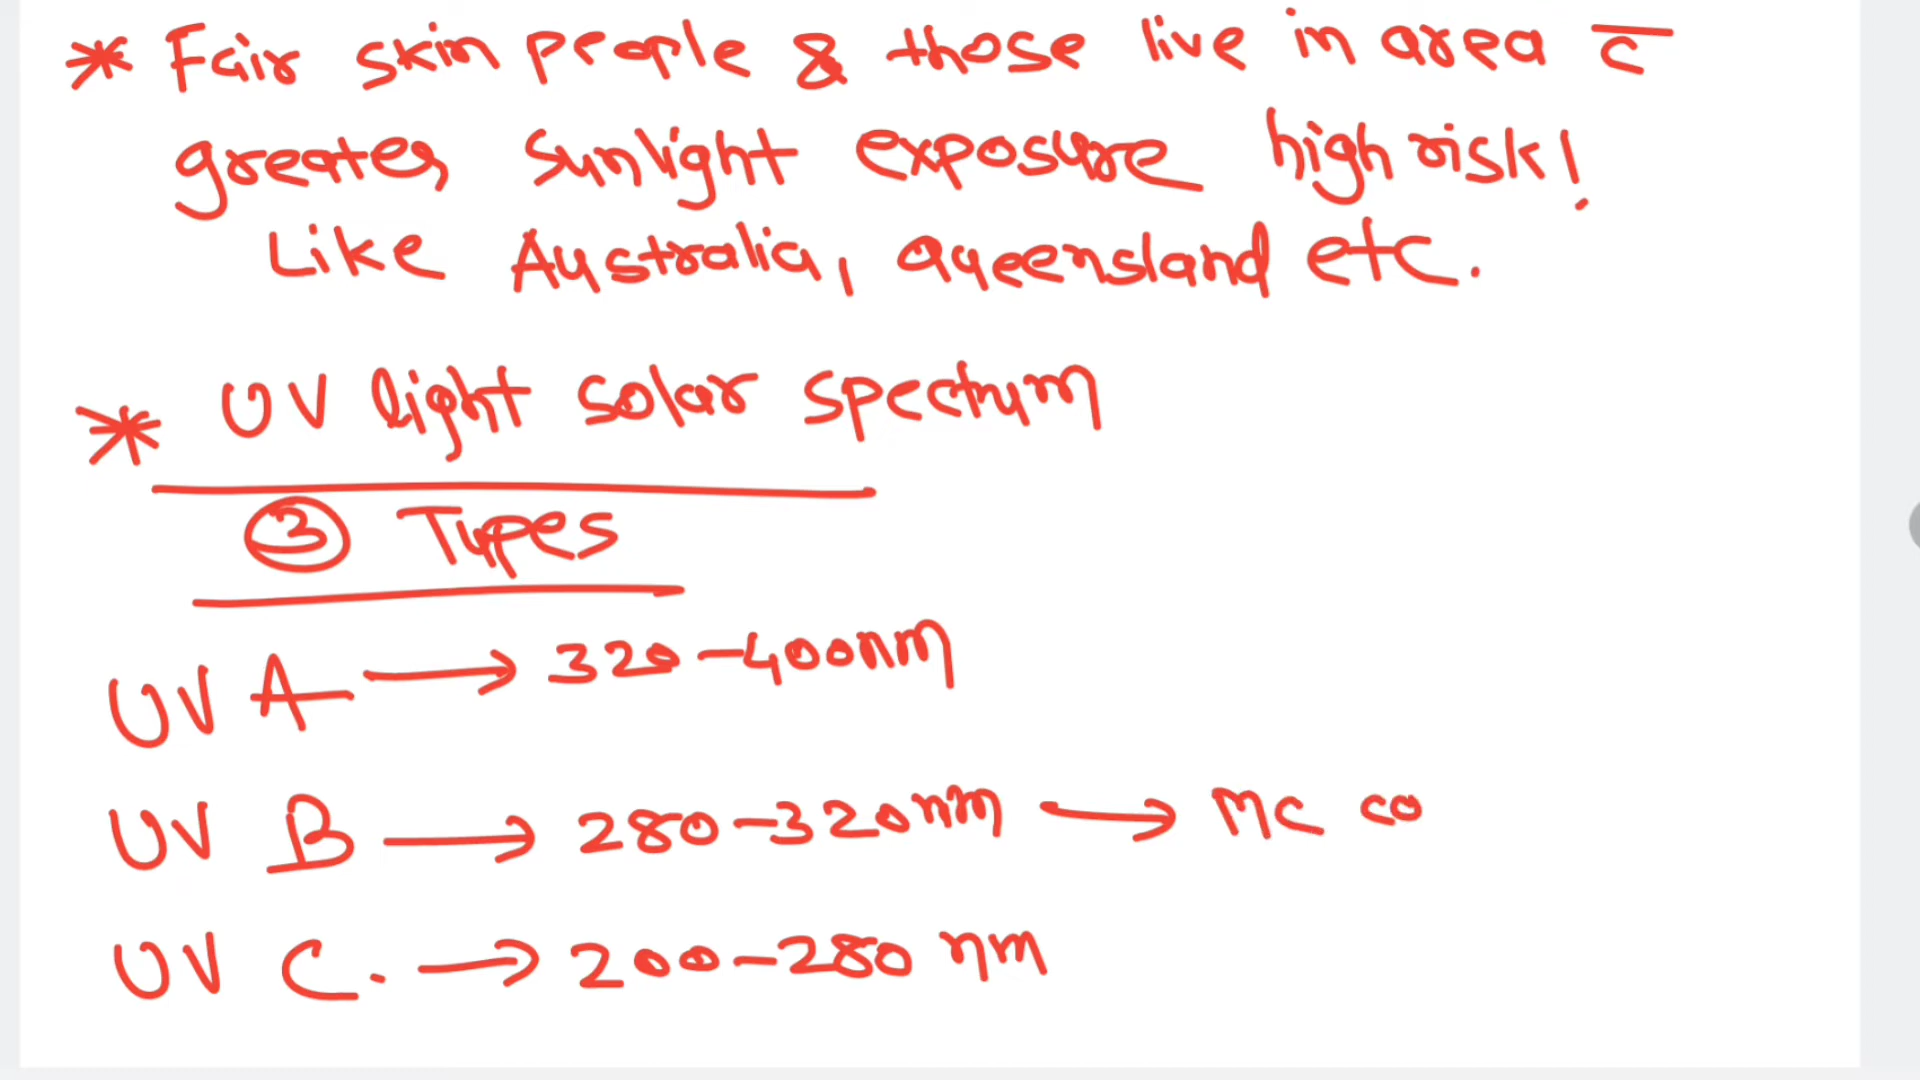 * Fair skin people & those live in area c̅
greater sunlight exposure high risk!
Like Australia, Queensland etc.
* UV light solar spectrum
③ Types
UV A → 320-400nm
UV B → 280-320nm → MC co
UV C. → 200-280 nm